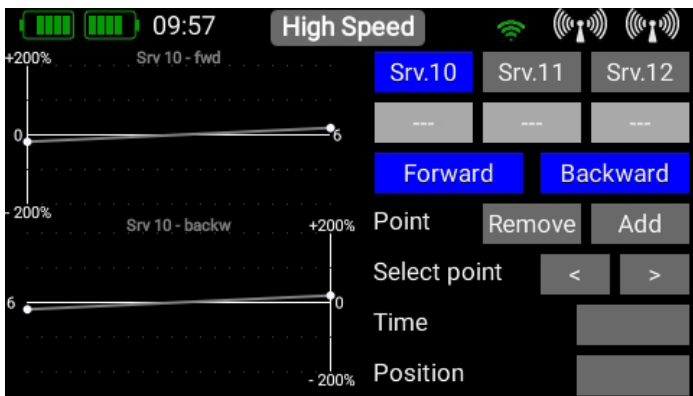 09:57 High Speed
+200% Srv 10 - fwd
0 6
- 200%
Srv 10 - backw +200%
6 0
- 200%
Srv.10 Srv.11 Srv.12
--- --- ---
Forward Backward
Point Remove Add
Select point < >
Time
Position